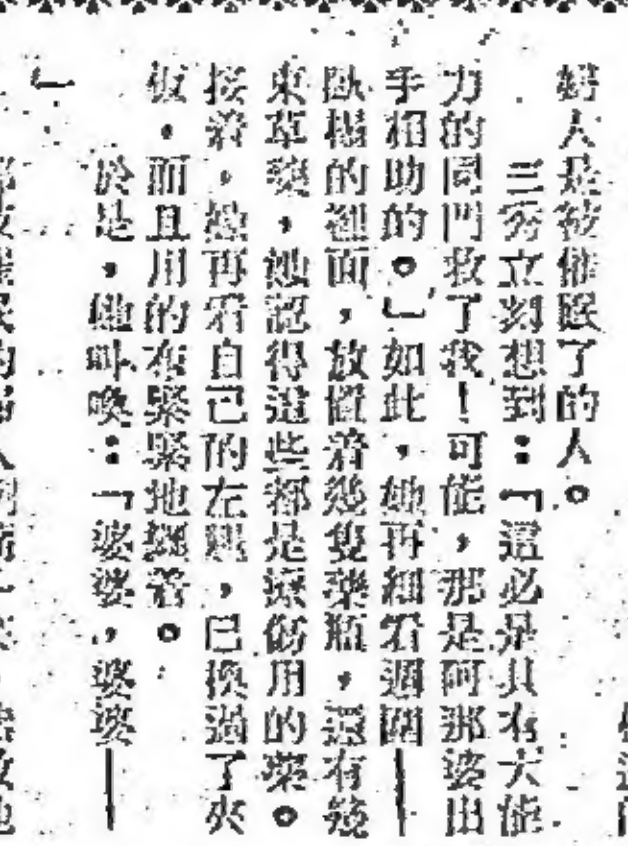 婦人是被催眠了的人。
三秀立刻想到：「這必是具有大能
力的同門救了我！可能，那是阿那婆出
手相助的。」如此，她再細看週圍——
臥榻的裡面，放置着幾隻藥瓶，還有幾
束草藥，她認得這些都是療傷用的藥。
接着，她再看自己的左腿，已換過了夾
板，而且用的布緊緊地綑着。
於是，她叫喚：「婆婆，婆婆——
」